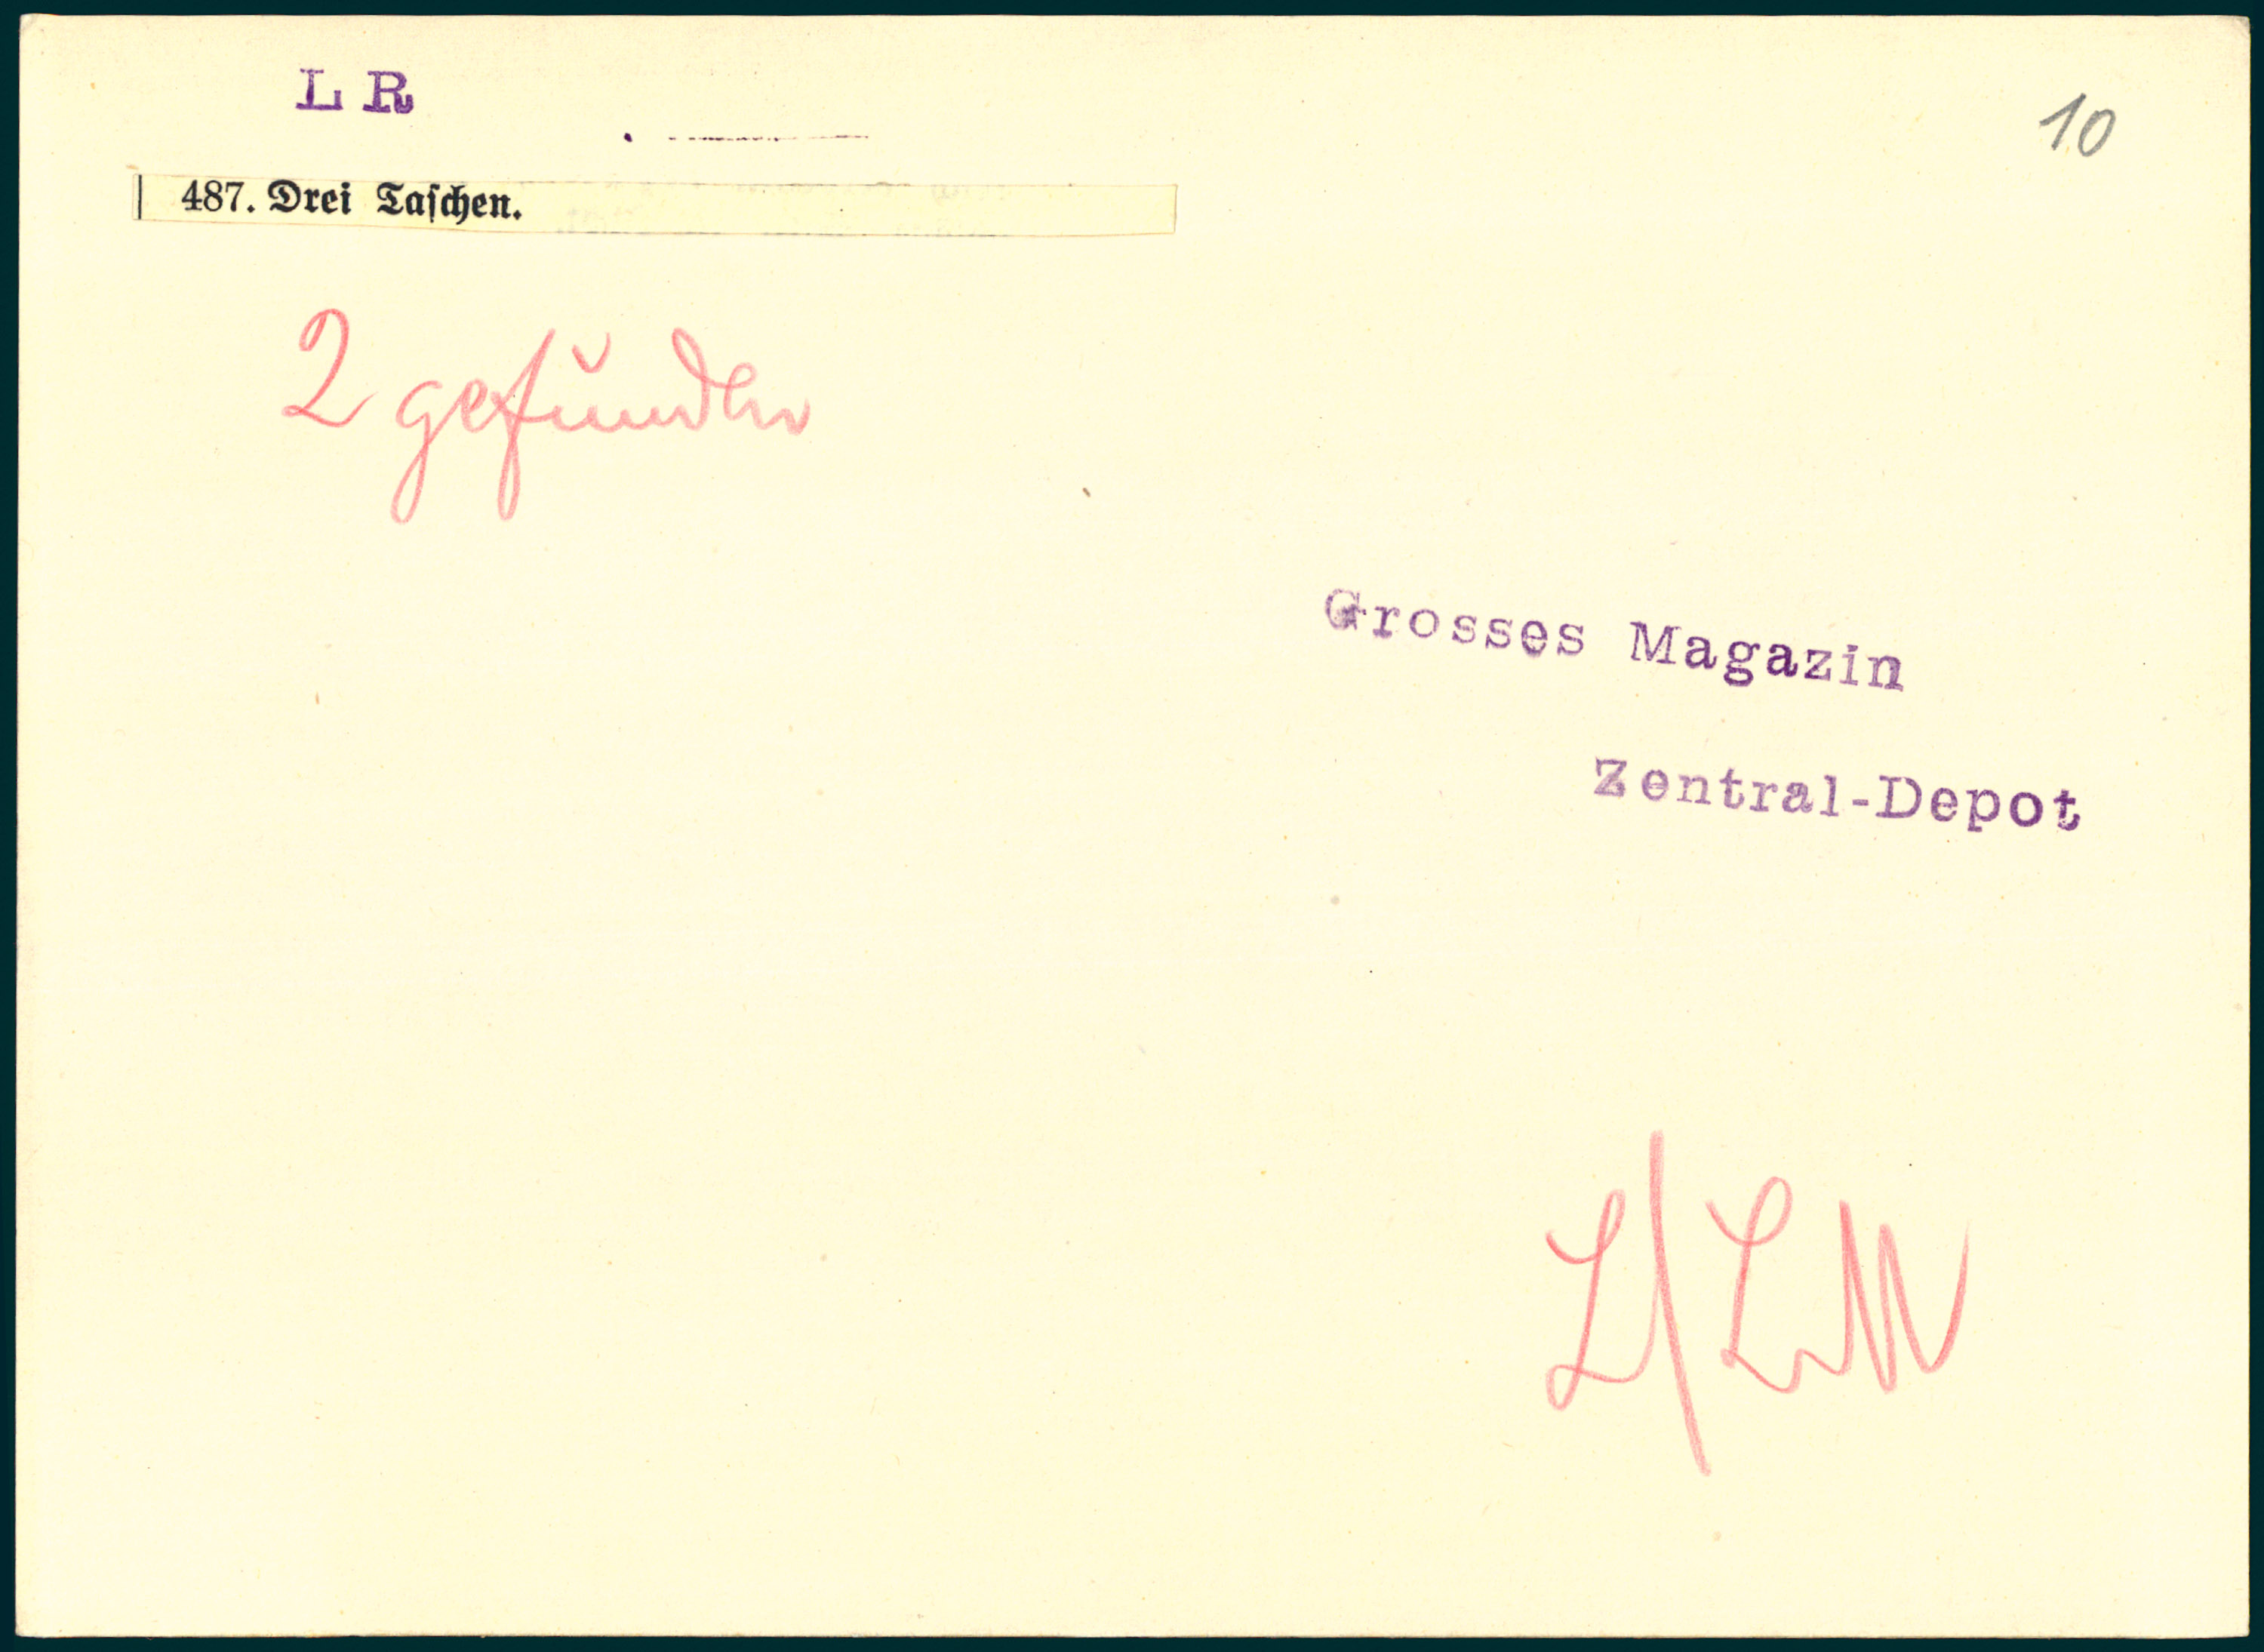 L R
10
487. Drei Taſchen.
2 gefunden
Grosses Magazin
Zentral-Depot